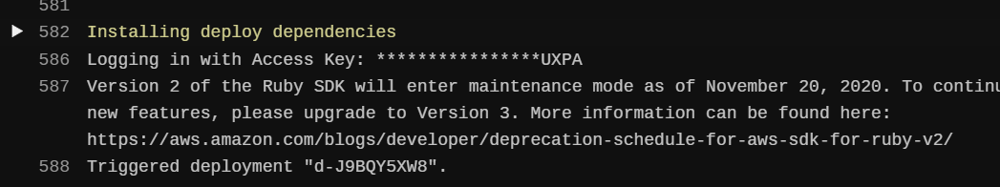 581
582 Installing deploy dependencies
586 Logging in with Access Key: ****************UXPA
587 Version 2 of the Ruby SDK will enter maintenance mode as of November 20, 2020. To continu
new features, please upgrade to Version 3. More information can be found here:
https://aws.amazon.com/blogs/developer/deprecation-schedule-for-aws-sdk-for-ruby-v2/
588 Triggered deployment "d-J9BQY5XW8".